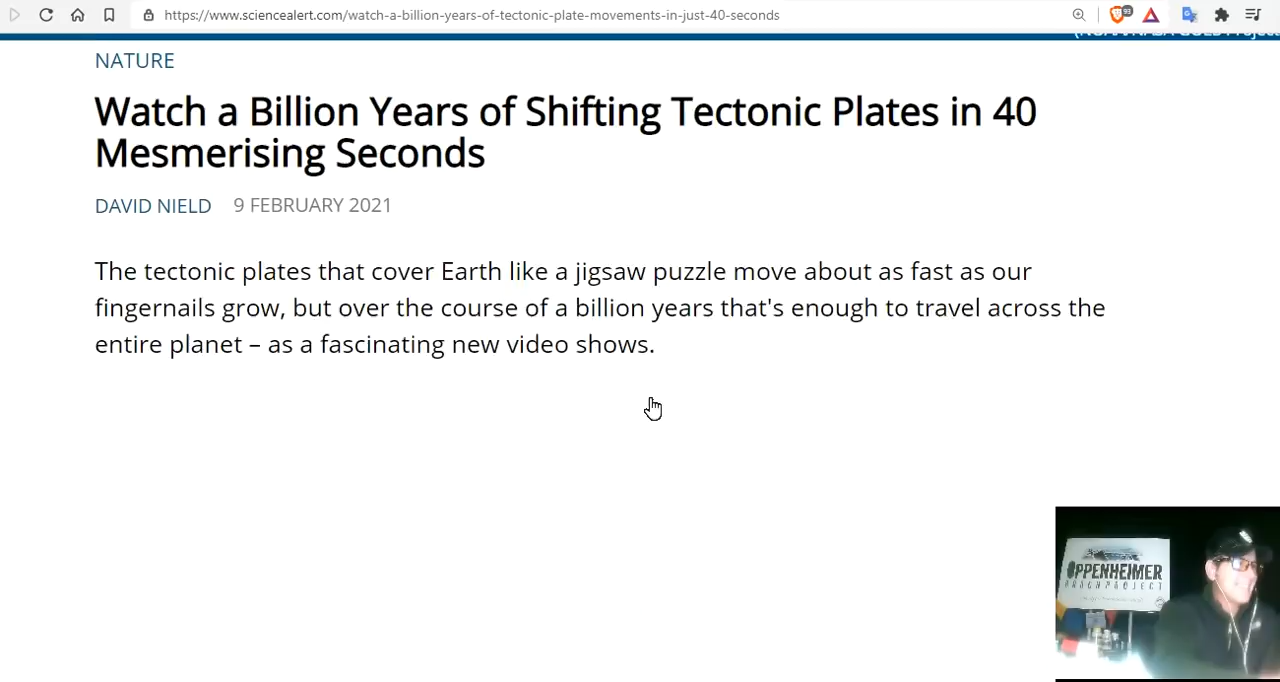 https://www.sciencealert.com/watch-a-billion-years-of-tectonic-plate-movements-in-just-40-seconds
93
NATURE
Watch a Billion Years of Shifting Tectonic Plates in 40
Mesmerising Seconds
DAVID NIELD 9 FEBRUARY 2021
The tectonic plates that cover Earth like a jigsaw puzzle move about as fast as our
fingernails grow, but over the course of a billion years that's enough to travel across the
entire planet – as a fascinating new video shows.
OPPENHEIMER
RANCH PROJECT